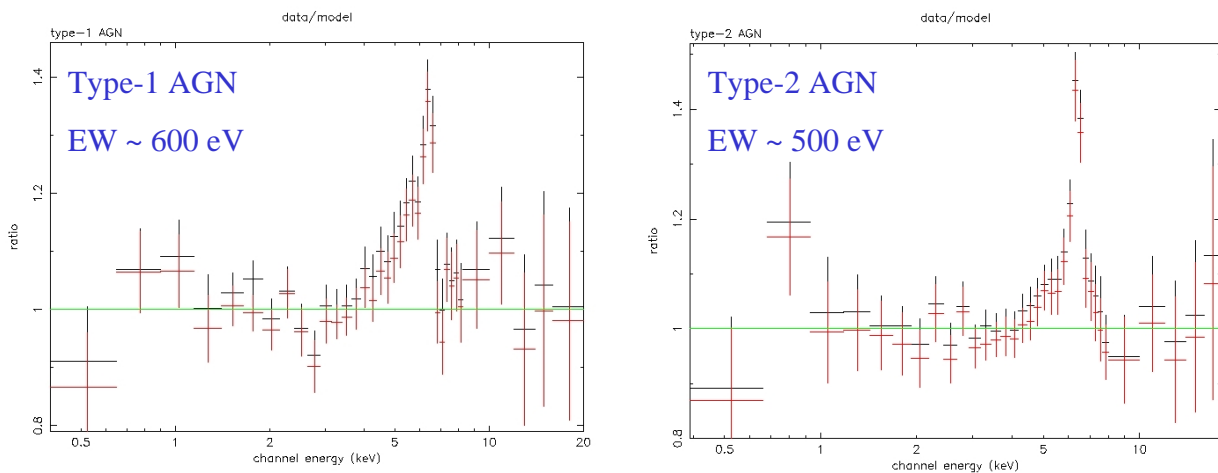 data/model
type-1 AGN
Type-1 AGN
EW ~ 600 eV
ratio
1.4
1.2
1
0.8
0.5
1
2
5
10
20
channel energy (keV)
data/model
type-2 AGN
Type-2 AGN
EW ~ 500 eV
ratio
1.4
1.2
1
0.8
0.5
1
2
5
10
channel energy (keV)